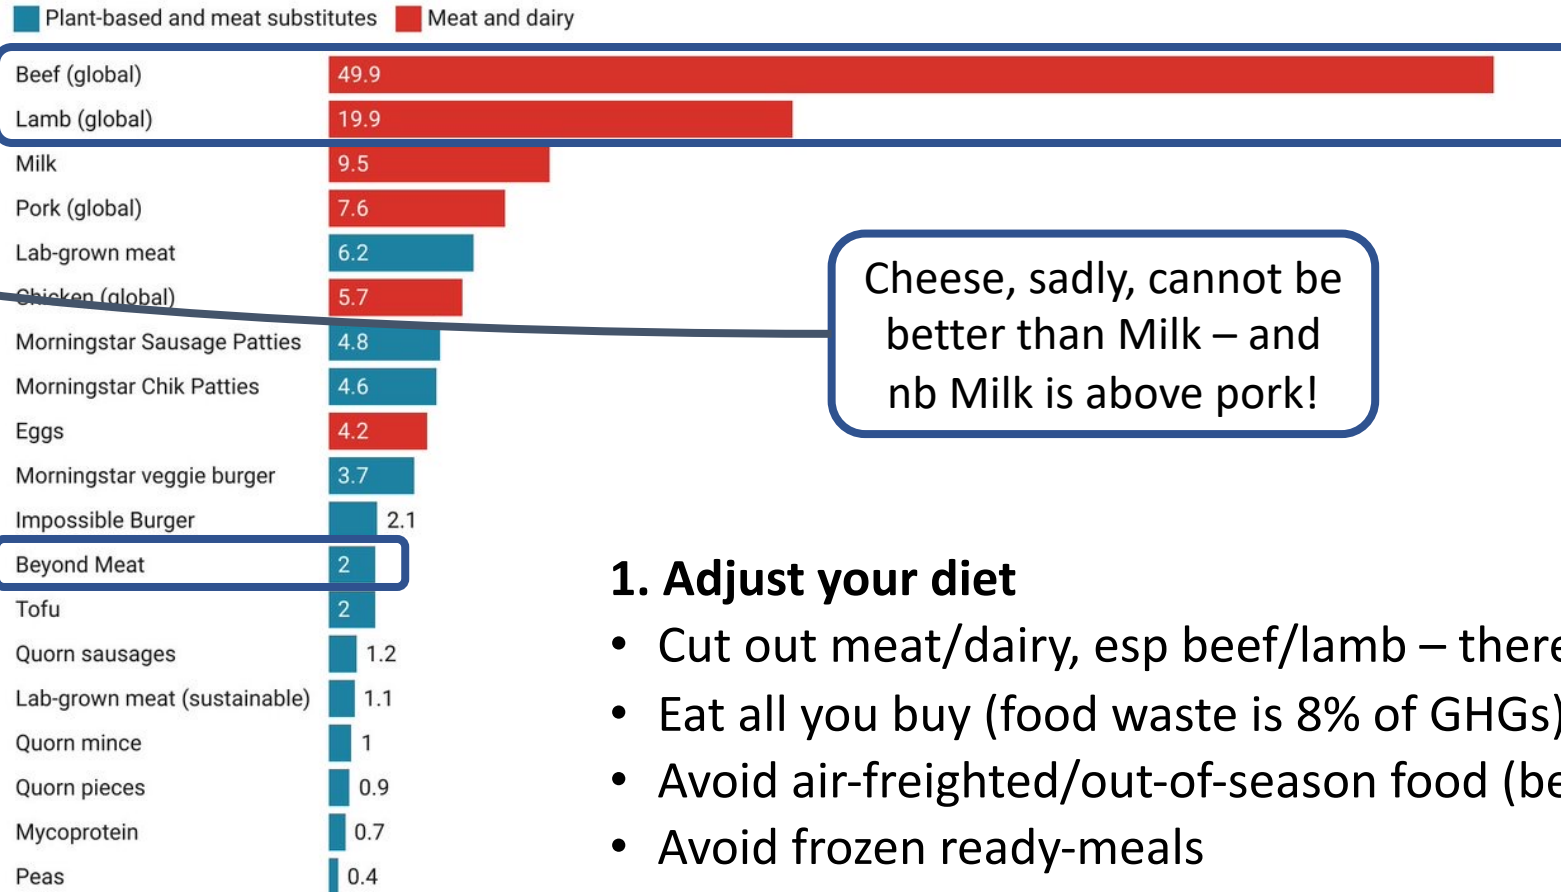 Plant-based and meat substitutes Meat and dairy
Beef (global) 49.9
Lamb (global) 19.9
Milk 9.5
Pork (global) 7.6
Lab-grown meat 6.2
Chicken (global) 5.7
Morningstar Sausage Patties 4.8
Morningstar Chik Patties 4.6
Eggs 4.2
Morningstar veggie burger 3.7
Impossible Burger 2.1
Beyond Meat 2
Tofu 2
Quorn sausages 1.2
Lab-grown meat (sustainable) 1.1
Quorn mince 1
Quorn pieces 0.9
Mycoprotein 0.7
Peas 0.4
Cheese, sadly, cannot be
better than Milk – and
nb Milk is above pork!
1. Adjust your diet
• Cut out meat/dairy, esp beef/lamb – there
• Eat all you buy (food waste is 8% of GHGs)
• Avoid air-freighted/out-of-season food (be
• Avoid frozen ready-meals